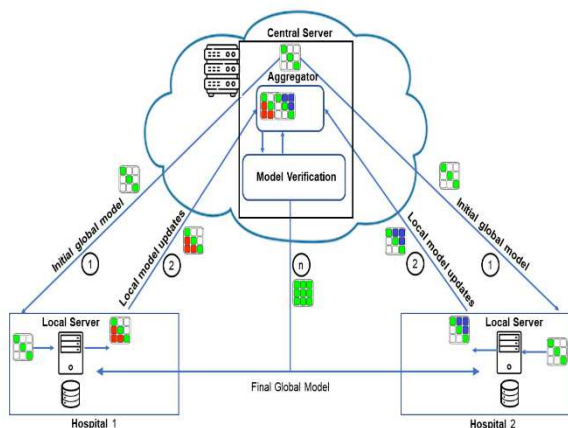 Central Server
Aggregator
Model Verification
Initial global model
1
Local model updates
2
n
Local model updates
2
Initial global model
1
Local Server
Local Server
Final Global Model
Hospital 1
Hospital 2